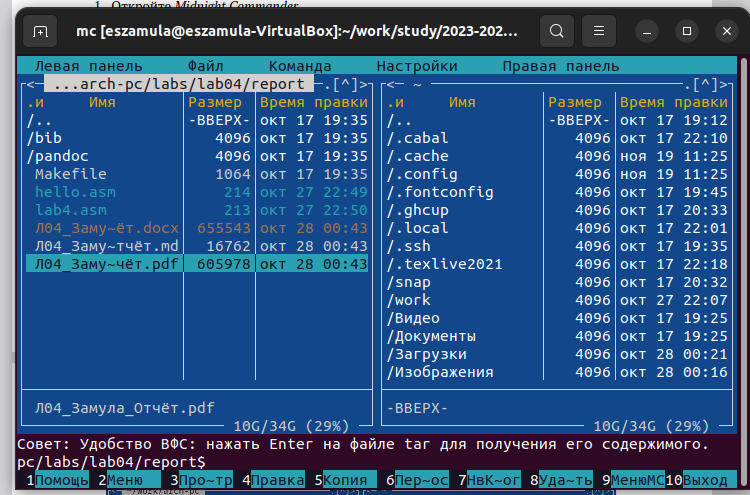 1. Откройте Midnight Commander
mc [eszamula@eszamula-VirtualBox]:~/work/study/2023-202...
Левая панель Файл Команда Настройки Правая панель
<— ...arch-pc/labs/lab04/report —.[^]>
.и Имя Размер Время правки
/.. -ВВЕРХ- окт 17 19:35
/bib 4096 окт 17 19:35
/pandoc 4096 окт 17 19:35
Makefile 1064 окт 17 19:35
hello.asm 214 окт 27 22:49
lab4.asm 213 окт 27 22:50
Л04_Заму~ёт.docx 655543 окт 28 00:43
Л04_Заму~тчёт.md 16762 окт 28 00:43
Л04_Заму~чёт.pdf 605978 окт 28 00:43
Л04_Замула_Отчёт.pdf
10G/34G (29%)
<— ~ —.[^]>
.и Имя Размер Время правки
/.. -ВВЕРХ- окт 17 19:12
/.cabal 4096 окт 17 22:10
/.cache 4096 ноя 19 11:25
/.config 4096 ноя 19 11:25
/.fontconfig 4096 окт 17 19:45
/.ghcup 4096 окт 17 20:33
/.local 4096 окт 17 22:01
/.ssh 4096 окт 17 19:35
/.texlive2021 4096 окт 17 22:18
/snap 4096 окт 17 20:32
/work 4096 окт 27 22:07
/Видео 4096 окт 17 19:25
/Документы 4096 окт 17 19:25
/Загрузки 4096 окт 28 00:21
/Изображения 4096 окт 28 00:16
-ВВЕРХ-
10G/34G (29%)
Совет: Удобство ВФС: нажать Enter на файле tar для получения его содержимого.
pc/labs/lab04/report$
1Помощь 2Меню 3Про~тр 4Правка 5Копия 6Пер~ос 7НвК~ог 8Уда~ть 9МенюMC 10Выход